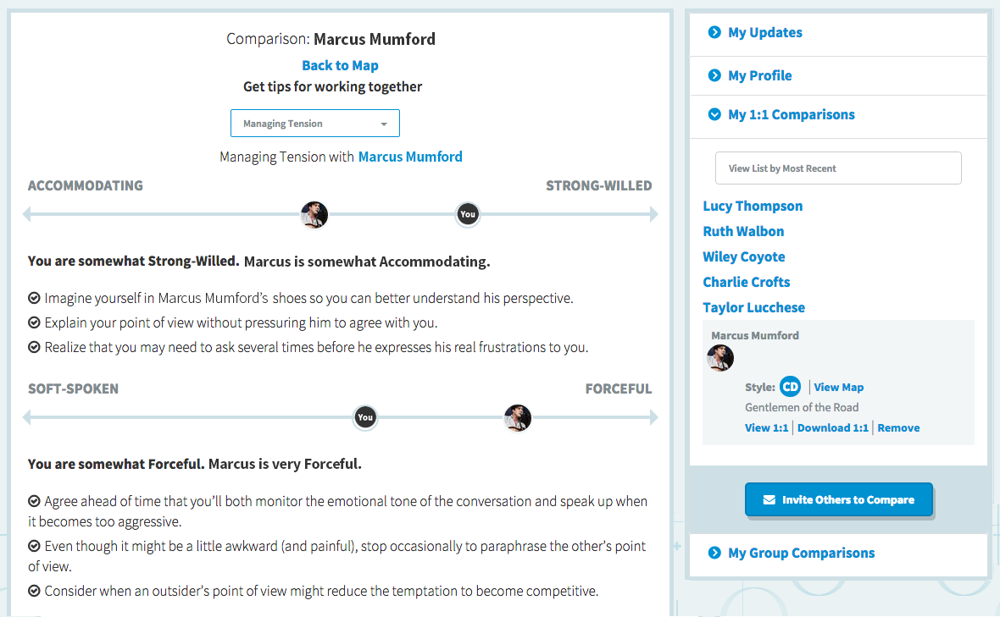 Comparison: Marcus Mumford
Back to Map
Get tips for working together
Managing Tension
Managing Tension with Marcus Mumford
ACCOMMODATING
STRONG-WILLED
You
You are somewhat Strong-Willed. Marcus is somewhat Accommodating.
Imagine yourself in Marcus Mumford's shoes so you can better understand his perspective.
Explain your point of view without pressuring him to agree with you.
Realize that you may need to ask several times before he expresses his real frustrations to you.
SOFT-SPOKEN
FORCEFUL
You
You are somewhat Forceful. Marcus is very Forceful.
Agree ahead of time that you'll both monitor the emotional tone of the conversation and speak up when
it becomes too aggressive.
Even though it might be a little awkward (and painful), stop occasionally to paraphrase the other's point
of view.
Consider when an outsider's point of view might reduce the temptation to become competitive.
My Updates
My Profile
My 1:1 Comparisons
View List by Most Recent
Lucy Thompson
Ruth Walbon
Wiley Coyote
Charlie Crofts
Taylor Lucchese
Marcus Mumford
Style: CD | View Map
Gentlemen of the Road
View 1:1 | Download 1:1 | Remove
Invite Others to Compare
My Group Comparisons